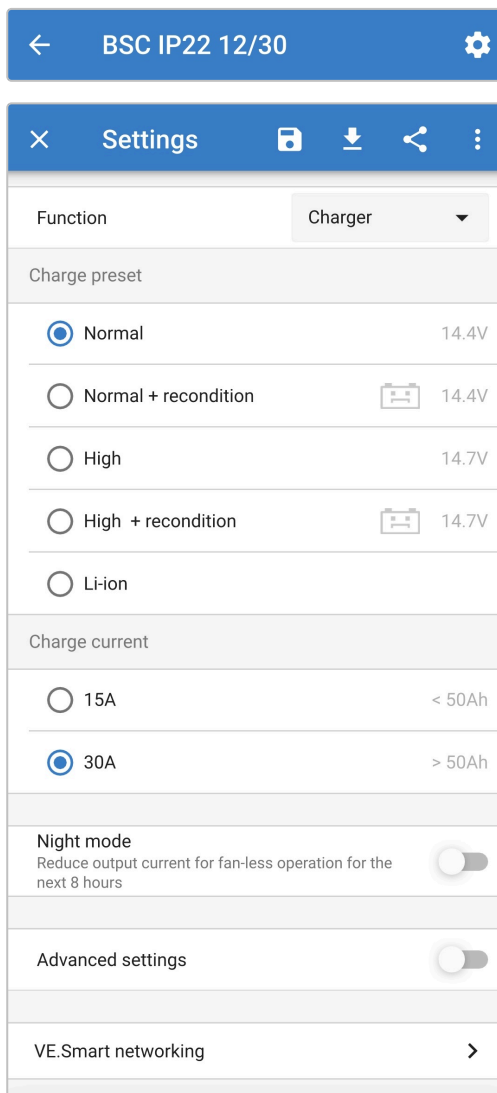 BSC IP22 12/30
Settings
Function Charger
Charge preset
Normal 14.4V
Normal + recondition 14.4V
High 14.7V
High + recondition 14.7V
Li-ion
Charge current
15A < 50Ah
30A > 50Ah
Night mode
Reduce output current for fan-less operation for the
next 8 hours
Advanced settings
VE.Smart networking